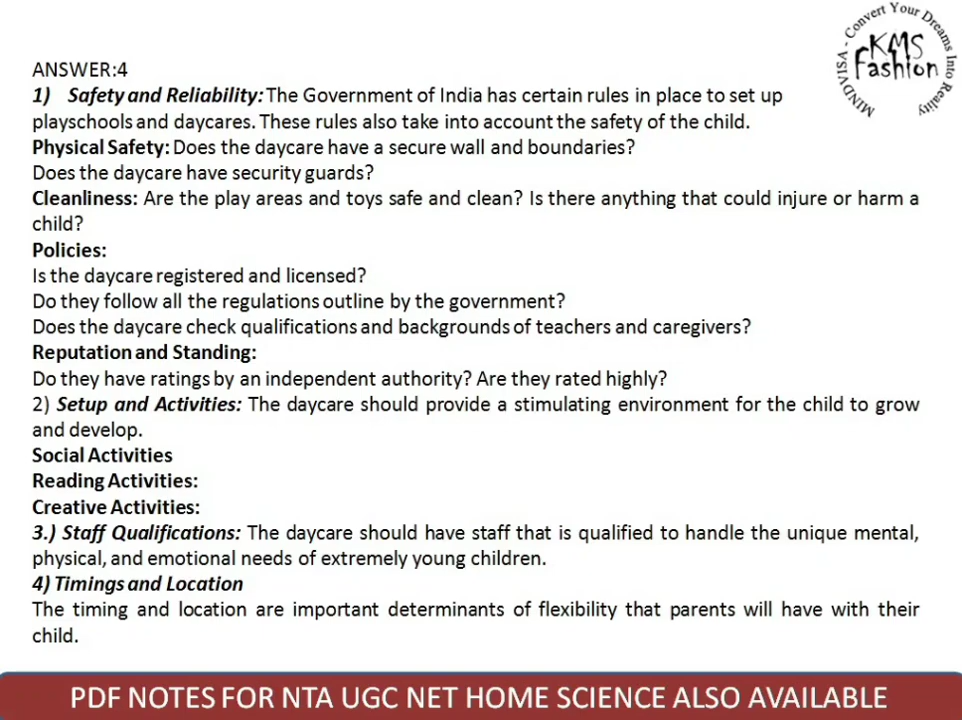 MINDVISA - Convert Your Dreams Into Reality
KMS
Fashion
ANSWER:4
1) Safety and Reliability: The Government of India has certain rules in place to set up
playschools and daycares. These rules also take into account the safety of the child.
Physical Safety: Does the daycare have a secure wall and boundaries?
Does the daycare have security guards?
Cleanliness: Are the play areas and toys safe and clean? Is there anything that could injure or harm a
child?
Policies:
Is the daycare registered and licensed?
Do they follow all the regulations outline by the government?
Does the daycare check qualifications and backgrounds of teachers and caregivers?
Reputation and Standing:
Do they have ratings by an independent authority? Are they rated highly?
2) Setup and Activities: The daycare should provide a stimulating environment for the child to grow
and develop.
Social Activities
Reading Activities:
Creative Activities:
3.) Staff Qualifications: The daycare should have staff that is qualified to handle the unique mental,
physical, and emotional needs of extremely young children.
4) Timings and Location
The timing and location are important determinants of flexibility that parents will have with their
child.
PDF NOTES FOR NTA UGC NET HOME SCIENCE ALSO AVAILABLE